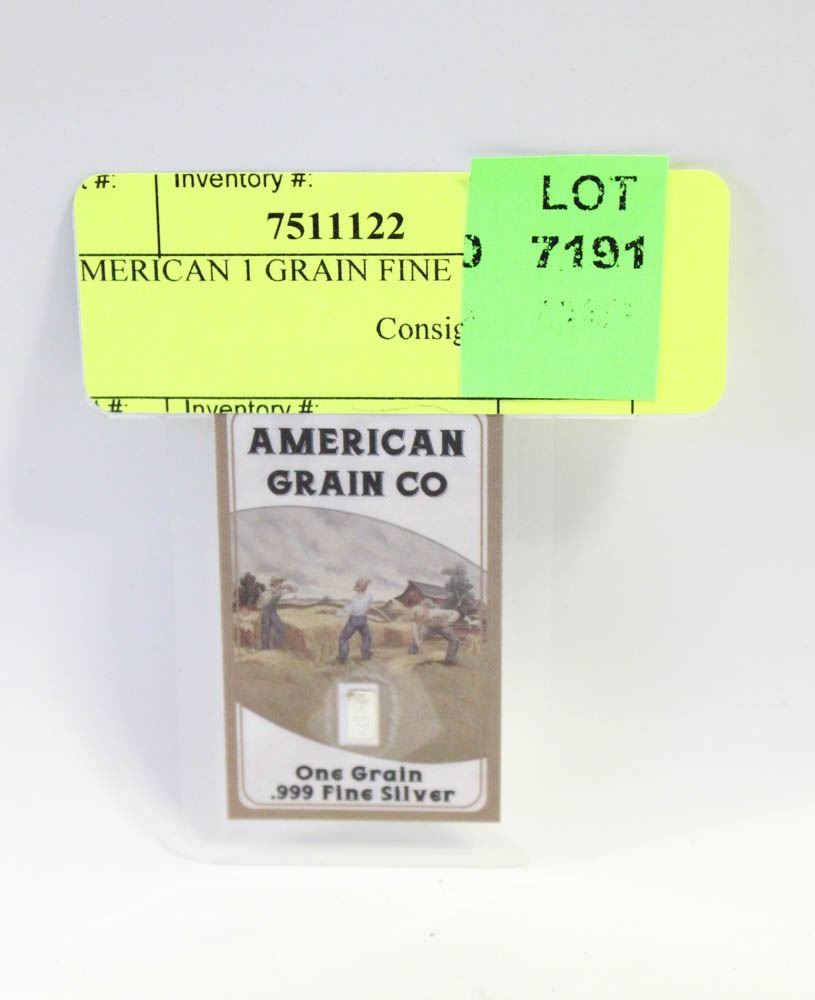 #:
Inventory #:
7511122
MERICAN 1 GRAIN FINE
Consig
LOT
7191
#:
Inventory #:
AMERICAN
GRAIN CO
One Grain
.999 Fine Silver